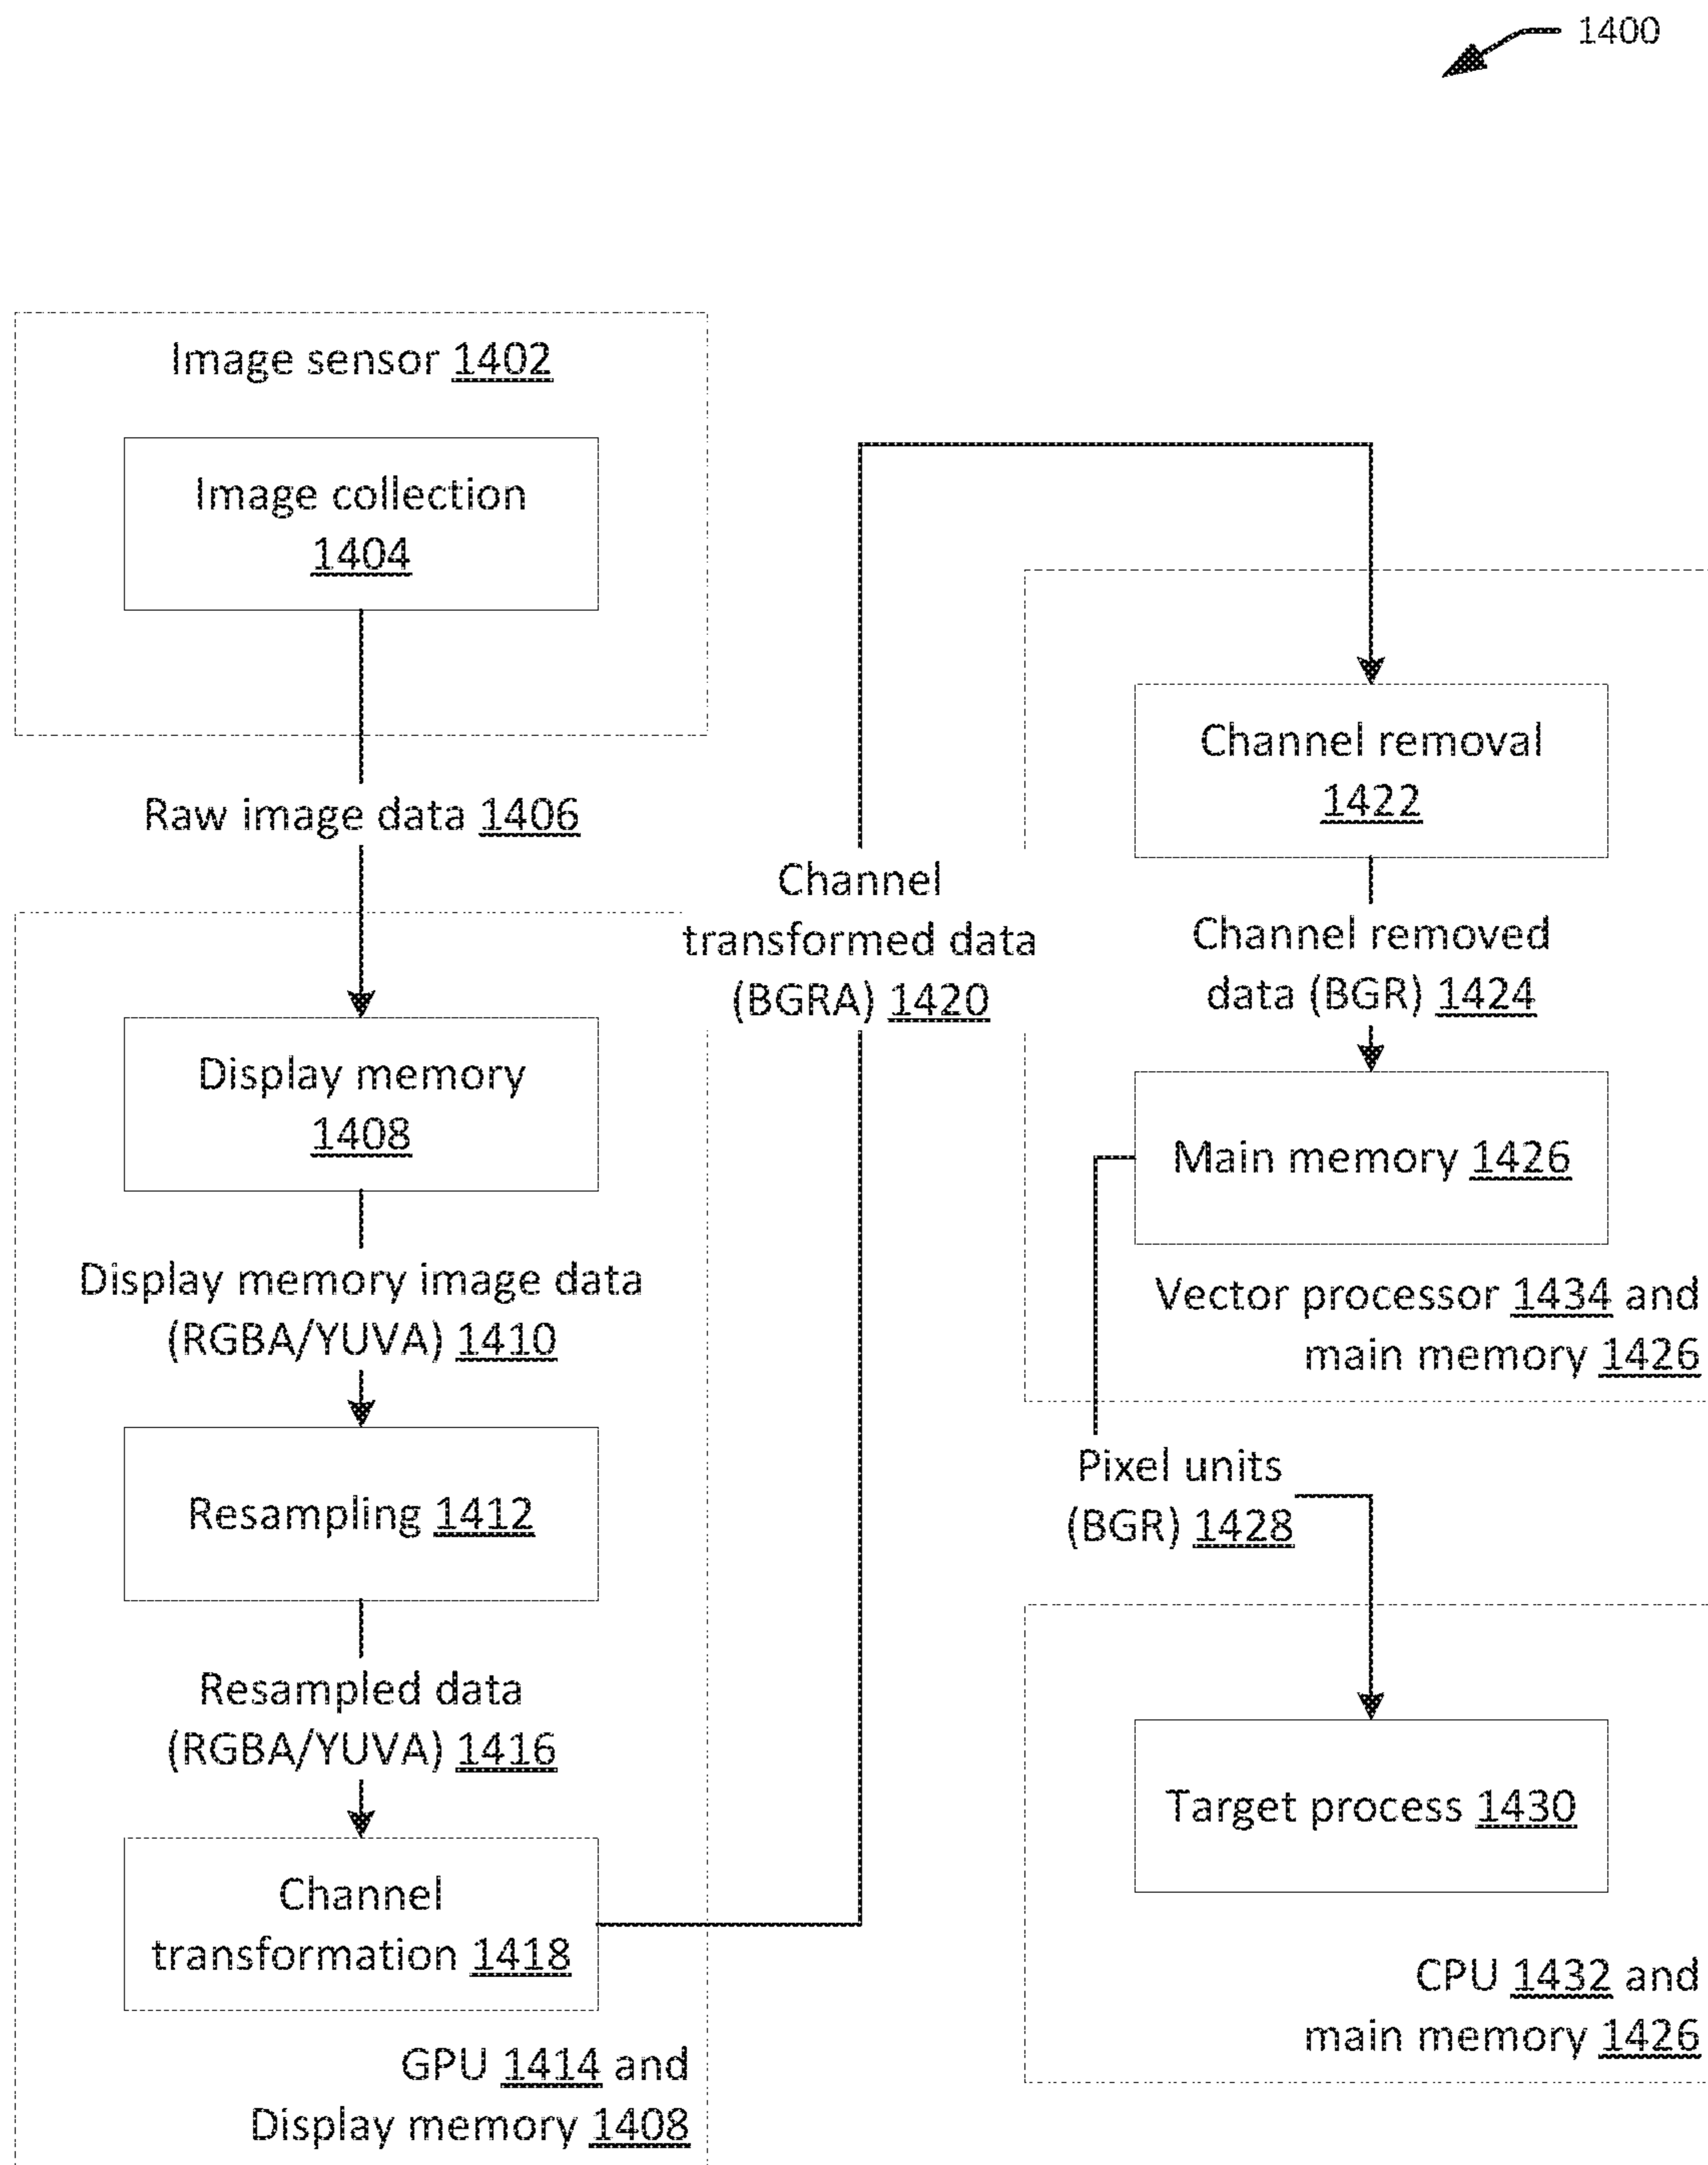 1400
Image sensor 1402
Image collection
1404
Raw image data 1406
Display memory
1408
Display memory image data
(RGBA/YUVA) 1410
Resampling 1412
Resampled data
(RGBA/YUVA) 1416
Channel
transformation 1418
GPU 1414 and
Display memory 1408
Channel
transformed data
(BGRA) 1420
Channel removal
1422
Channel removed
data (BGR) 1424
Main memory 1426
Vector processor 1434 and
main memory 1426
Pixel units
(BGR) 1428
Target process 1430
CPU 1432 and
main memory 1426